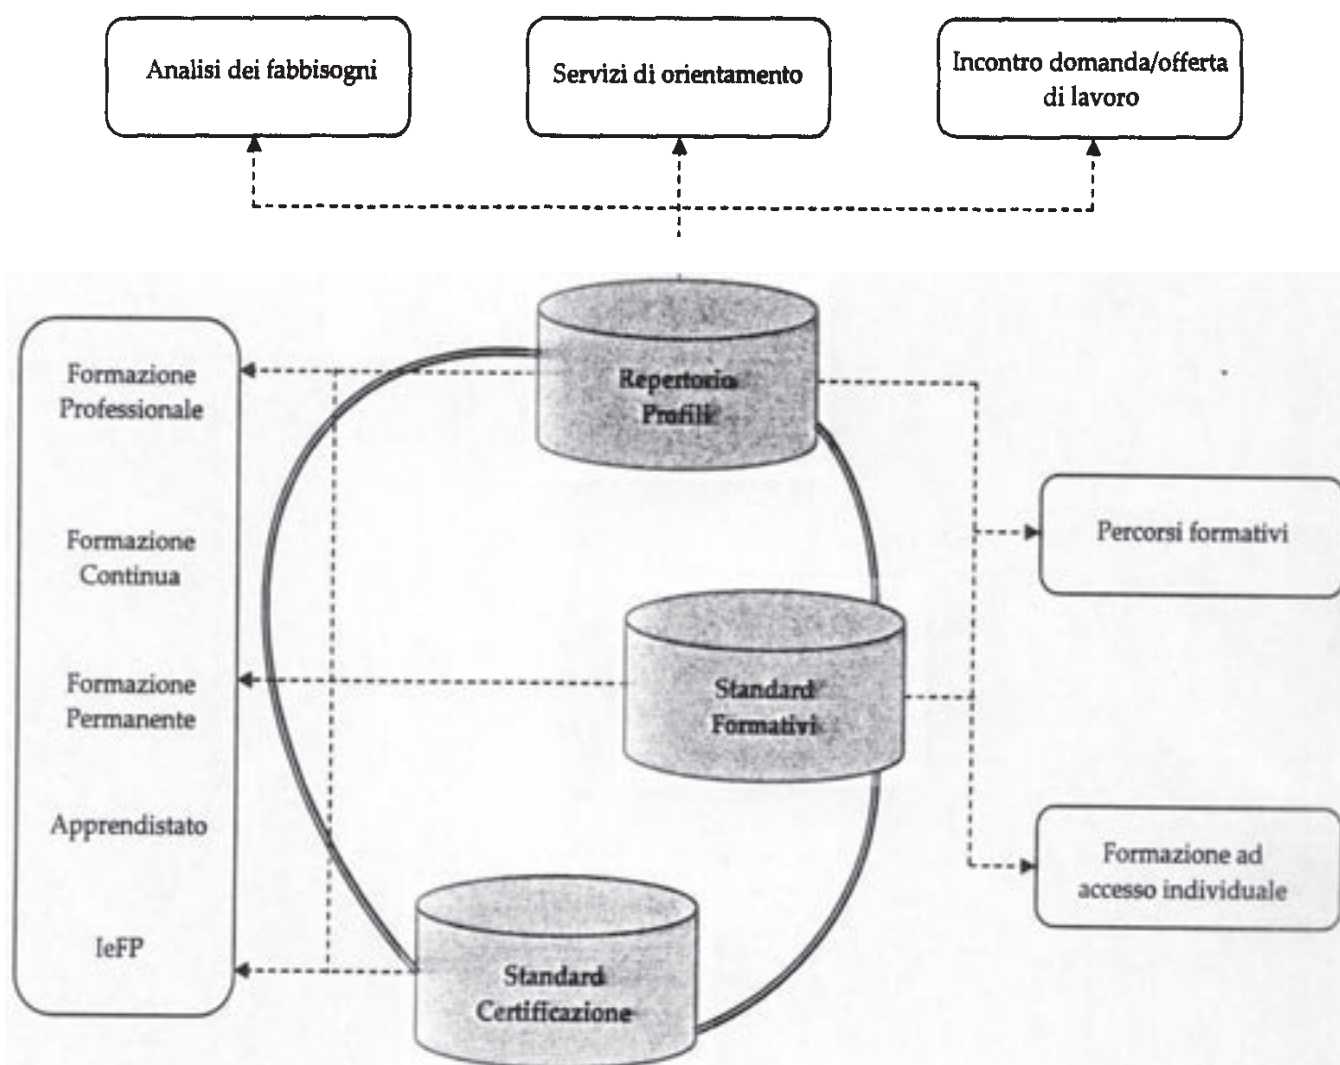 Analisi dei fabbisogni
Servizi di orientamento
Incontro domanda/offerta
di lavoro
Repertorio
Profili
Formazione
Professionale
Formazione
Continua
Formazione
Permanente
Apprendistato
IeFP
Standard
Formativi
Standard
Certificazione
Percorsi formativi
Formazione ad
accesso individuale